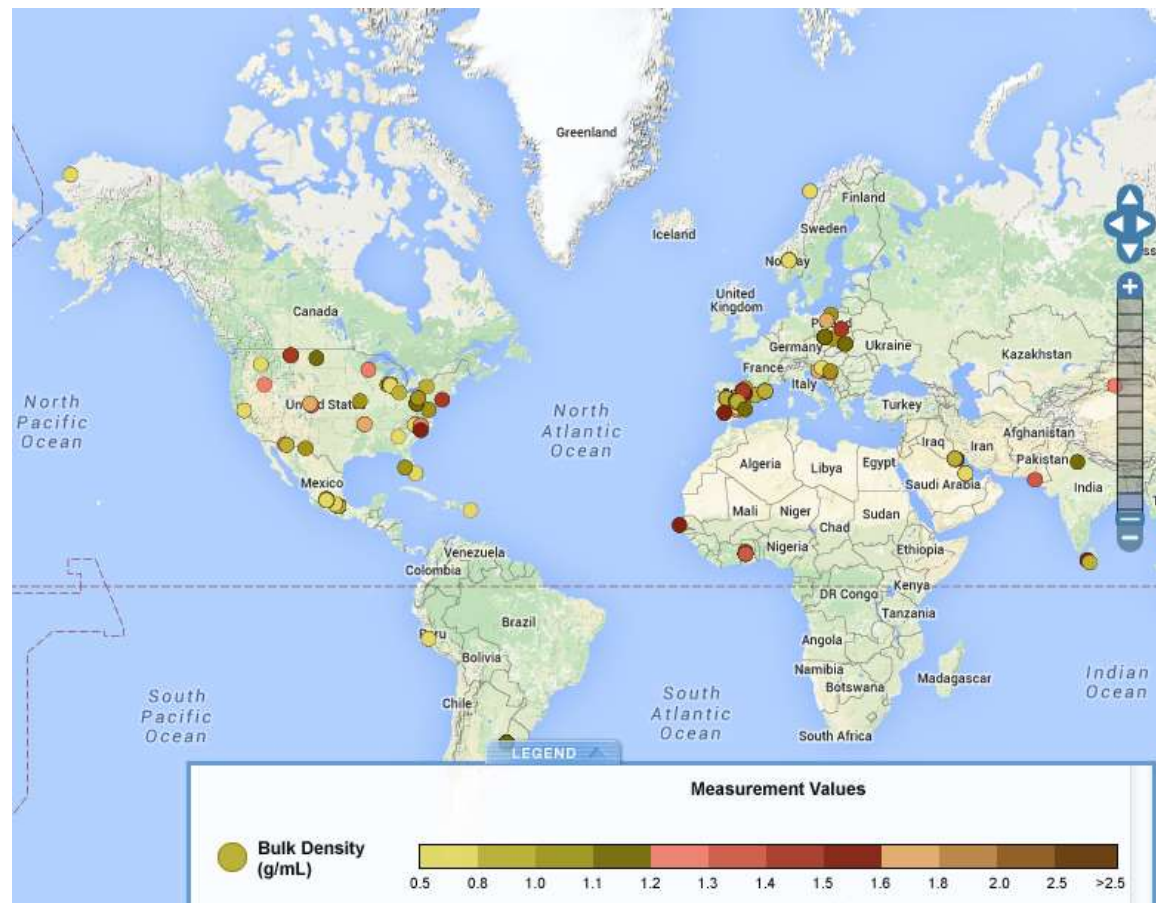 Greenland
Finland
Iceland
Sweden
Norway
Canada
United Kingdom
Germany
Ukraine
Kazakhstan
France
Italy
North
Pacific
Ocean
United States
North
Atlantic
Ocean
Turkey
Iraq
Iran
Afghanistan
Pakistan
Algeria
Libya
Egypt
Saudi Arabia
India
Mexico
Mali
Niger
Sudan
Chad
Nigeria
Ethiopia
Venezuela
Colombia
Kenya
DR Congo
Tanzania
Brazil
Peru
Bolivia
Angola
Namibia
Botswana
Madagascar
Indian
Ocean
South
Pacific
Ocean
Chile
South
Atlantic
Ocean
South Africa
LEGEND
Measurement Values
Bulk Density
(g/mL)
0.5 0.8 1.0 1.1 1.2 1.3 1.4 1.5 1.6 1.8 2.0 2.5 >2.5